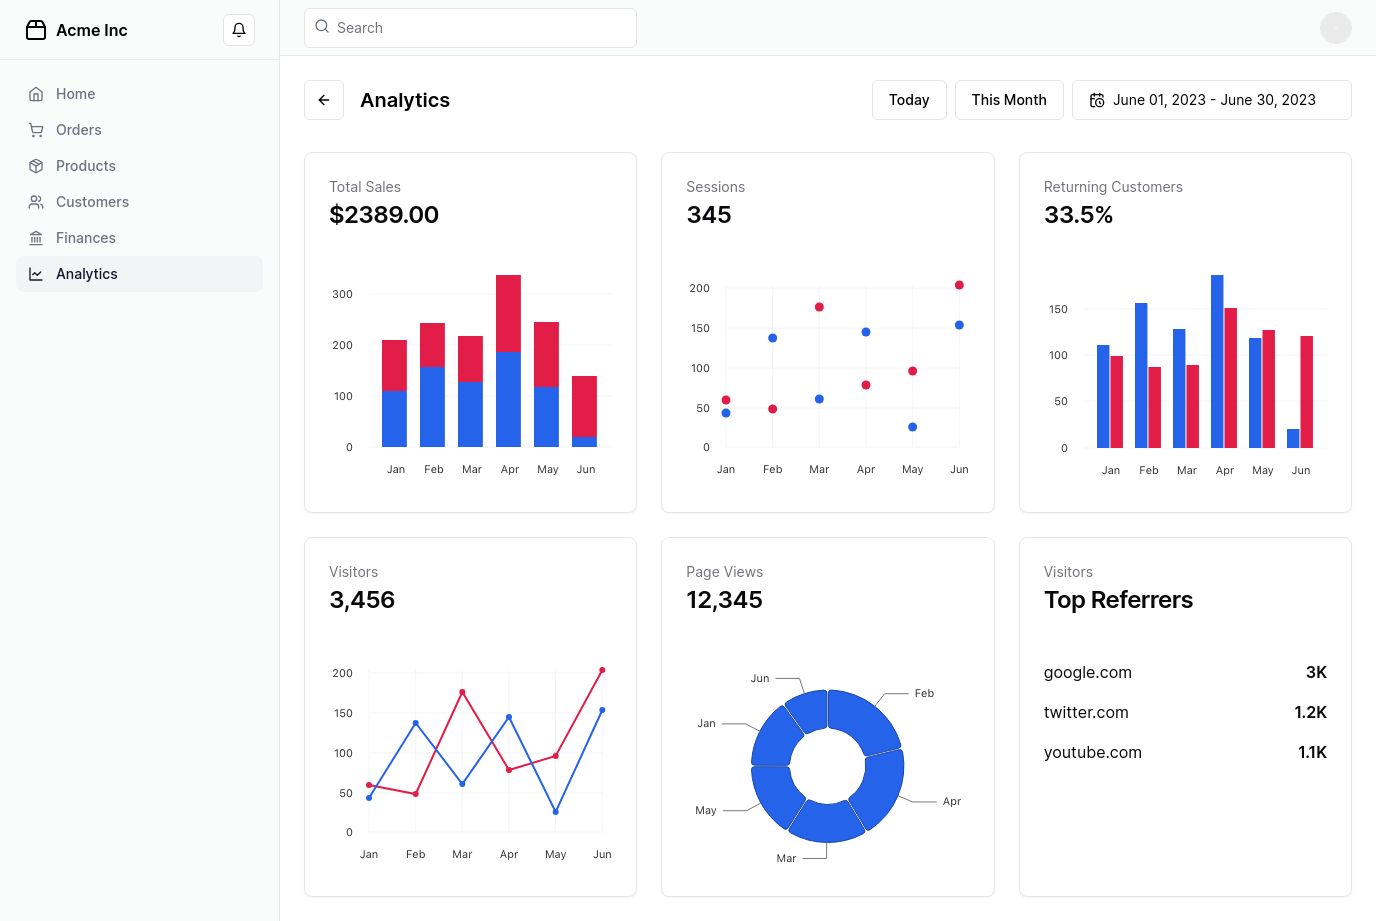 Acme Inc
Search
Home
Orders
Products
Customers
Finances
Analytics
Analytics
Today
This Month
June 01, 2023 - June 30, 2023
Total Sales
$2389.00
300
200
100
0
Jan Feb Mar Apr May Jun
Sessions
345
200
150
100
50
0
Jan Feb Mar Apr May Jun
Returning Customers
33.5%
150
100
50
0
Jan Feb Mar Apr May Jun
Visitors
3,456
200
150
100
50
0
Jan Feb Mar Apr May Jun
Page Views
12,345
Jun
Feb
Jan
Apr
May
Mar
Visitors
Top Referrers
google.com 3K
twitter.com 1.2K
youtube.com 1.1K